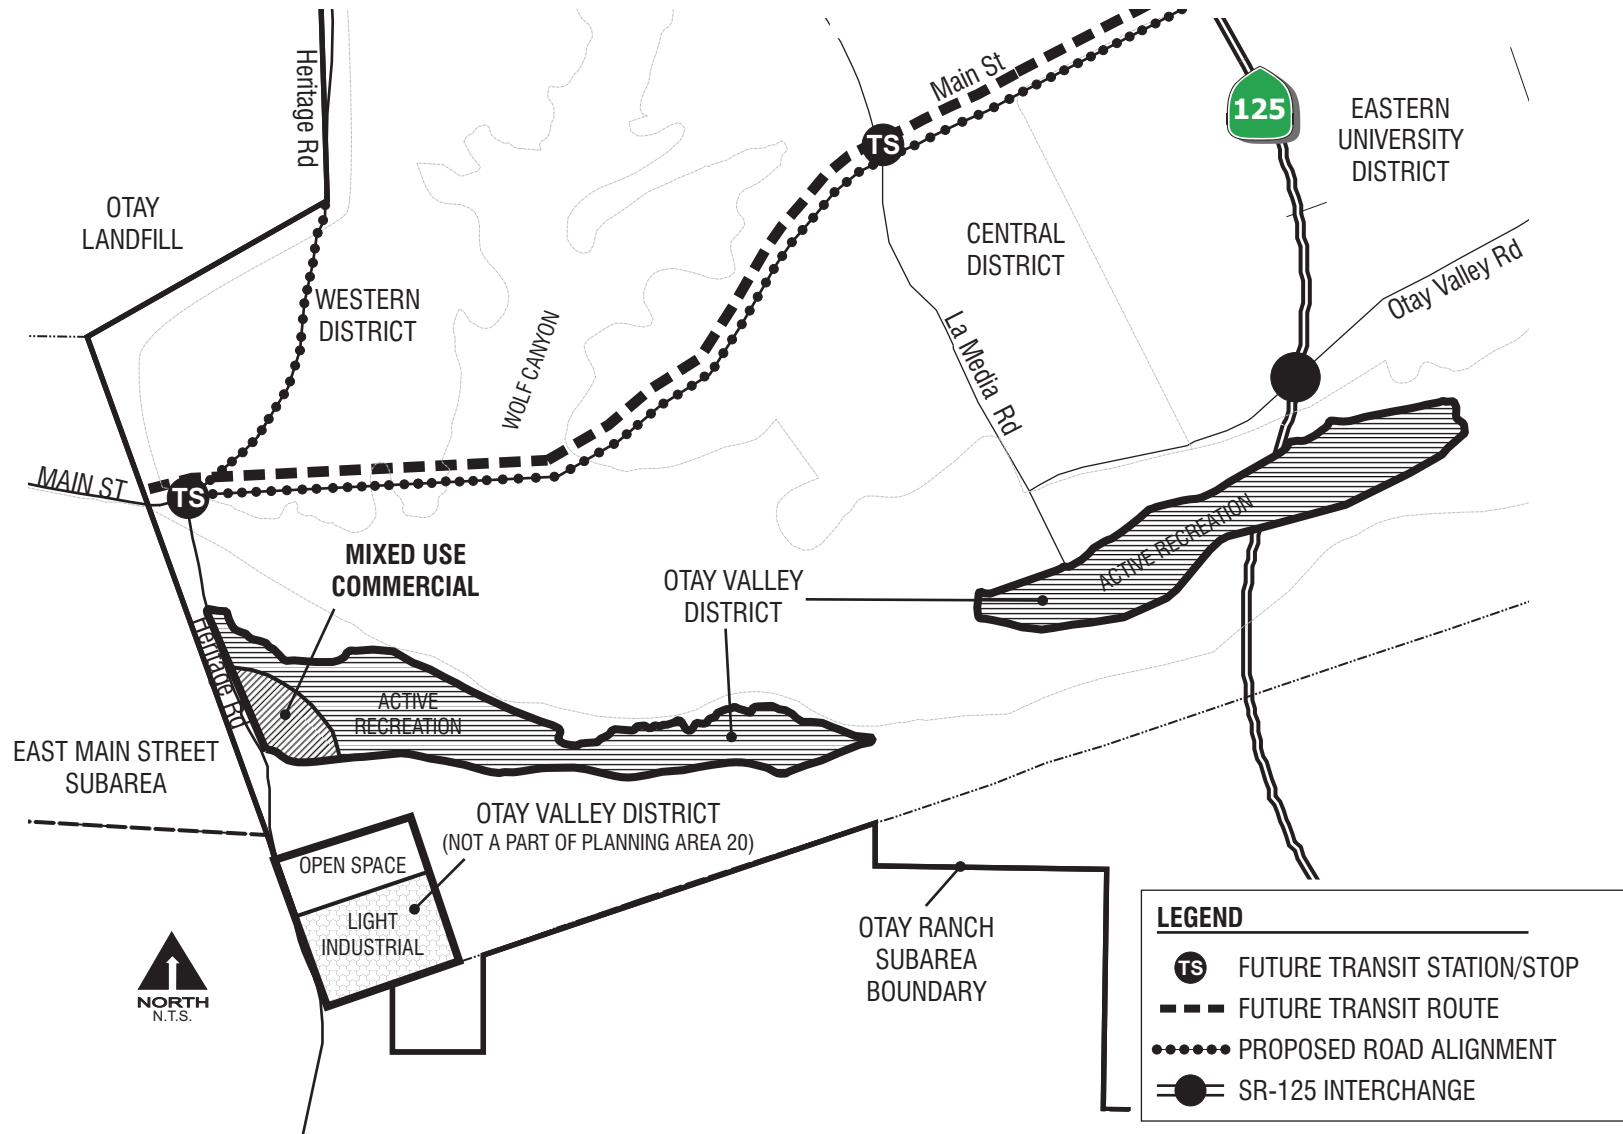 Heritage Rd
Main St
125
EASTERN
UNIVERSITY
DISTRICT
TS
OTAY
LANDFILL
CENTRAL
DISTRICT
Otay Valley Rd
WESTERN
DISTRICT
WOLF CANYON
La Media Rd
MAIN ST
TS
MIXED USE
COMMERCIAL
OTAY VALLEY
DISTRICT
ACTIVE RECREATION
Heritage Rd
ACTIVE
RECREATION
EAST MAIN STREET
SUBAREA
OTAY VALLEY DISTRICT
(NOT A PART OF PLANNING AREA 20)
OPEN SPACE
LIGHT
INDUSTRIAL
OTAY RANCH
SUBAREA
BOUNDARY
NORTH
N.T.S.
LEGEND
TS FUTURE TRANSIT STATION/STOP
FUTURE TRANSIT ROUTE
PROPOSED ROAD ALIGNMENT
SR-125 INTERCHANGE